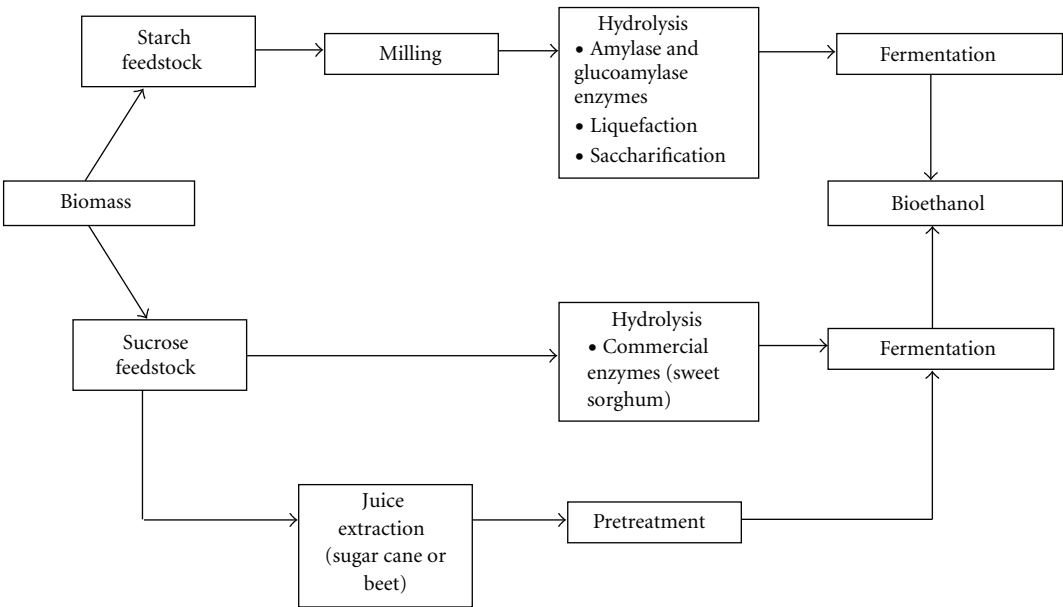 Starch
feedstock
Milling
Hydrolysis
• Amylase and
glucoamylase
enzymes
• Liquefaction
• Saccharification
Fermentation
Biomass
Bioethanol
Sucrose
feedstock
Hydrolysis
• Commercial
enzymes (sweet
sorghum)
Fermentation
Juice
extraction
(sugar cane or
beet)
Pretreatment